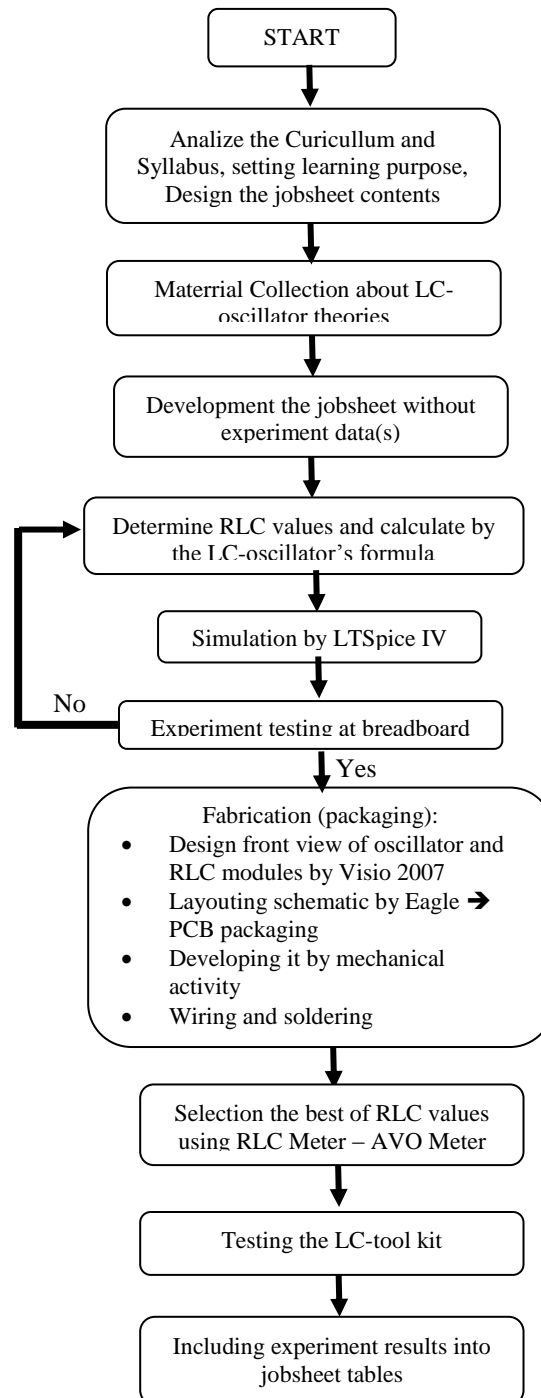 START
Analize the Curicullum and
Syllabus, setting learning purpose,
Design the jobsheet contents
Materrial Collection about LC-
oscillator theories
Development the jobsheet without
experiment data(s)
Determine RLC values and calculate by
the LC-oscillator’s formula
Simulation by LTSpice IV
No
Experiment testing at breadboard
Yes
Fabrication (packaging):
• Design front view of oscillator and
RLC modules by Visio 2007
• Layouting schematic by Eagle ➔
PCB packaging
• Developing it by mechanical
activity
• Wiring and soldering
Selection the best of RLC values
using RLC Meter – AVO Meter
Testing the LC-tool kit
Including experiment results into
jobsheet tables